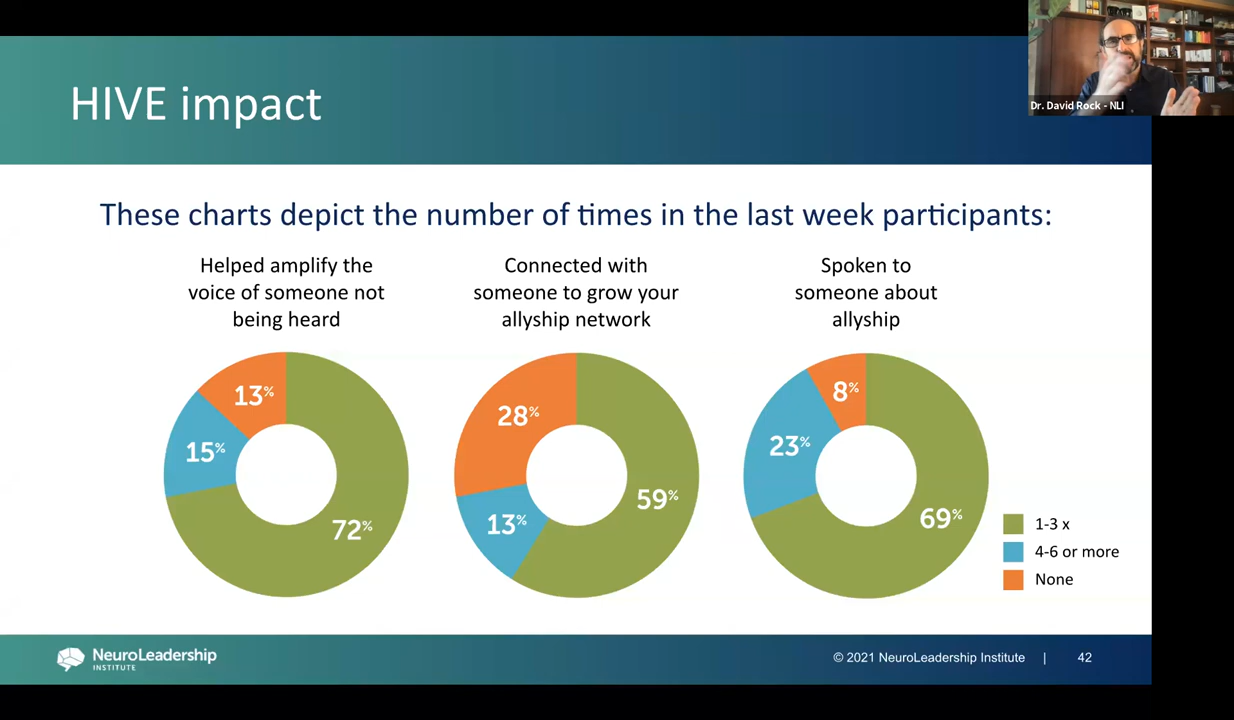 Dr. David Rock - NLI
HIVE impact
These charts depict the number of times in the last week participants:
Helped amplify the
voice of someone not
being heard
Connected with
someone to grow your
allyship network
Spoken to
someone about
allyship
13%
15%
72%
28%
13%
59%
8%
23%
69%
1-3 x
4-6 or more
None
NeuroLeadership
INSTITUTE
© 2021 NeuroLeadership Institute | 42